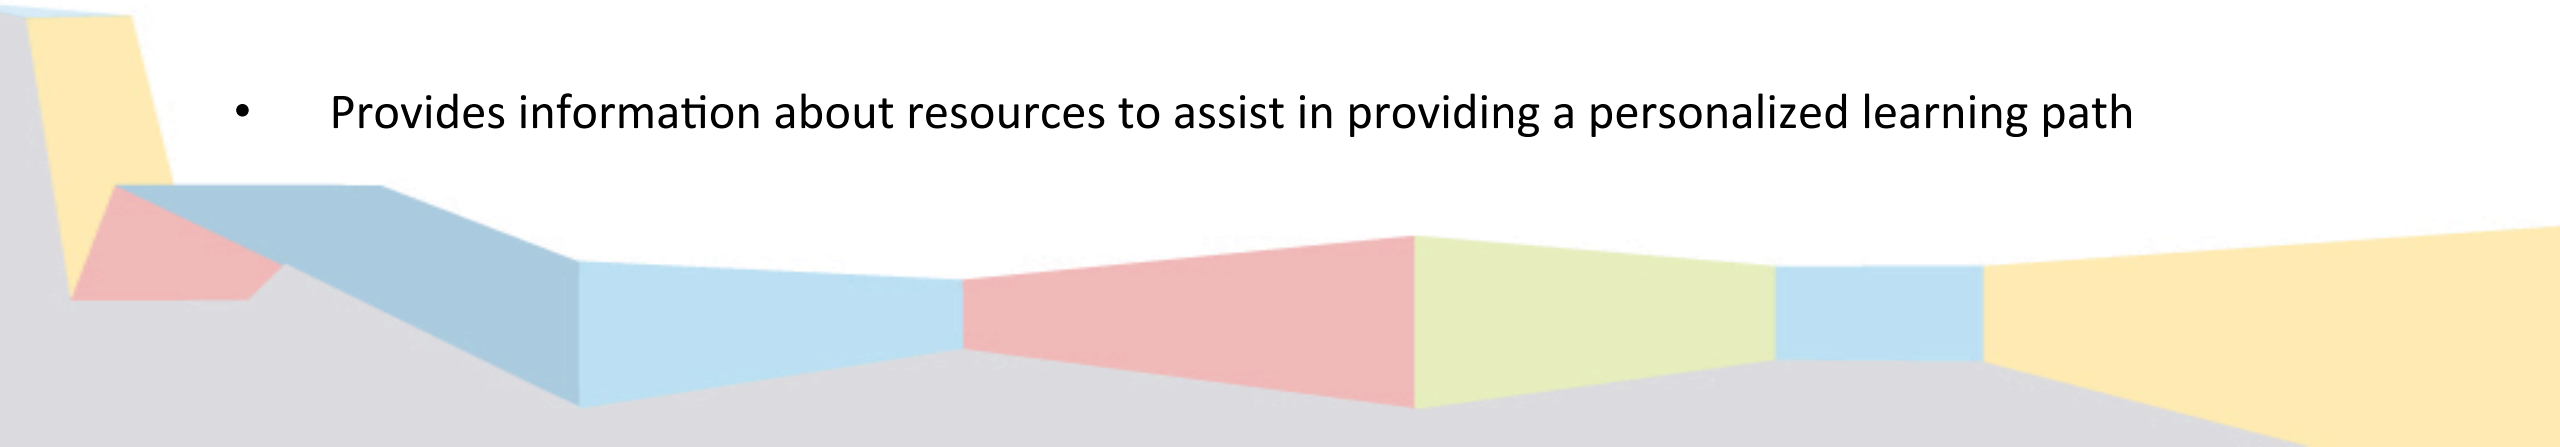 • Provides information about resources to assist in providing a personalized learning path